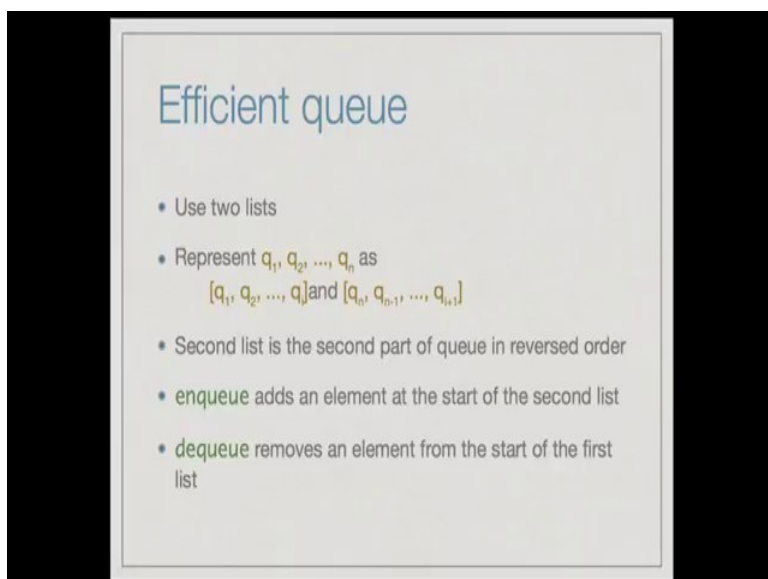 Efficient queue
• Use two lists
• Represent q₁, q₂, ..., qₙ as
[q₁, q₂, ..., qᵢ]and [qₙ, qₙ₋₁, ..., qᵢ₊₁]
• Second list is the second part of queue in reversed order
• enqueue adds an element at the start of the second list
• dequeue removes an element from the start of the first
list